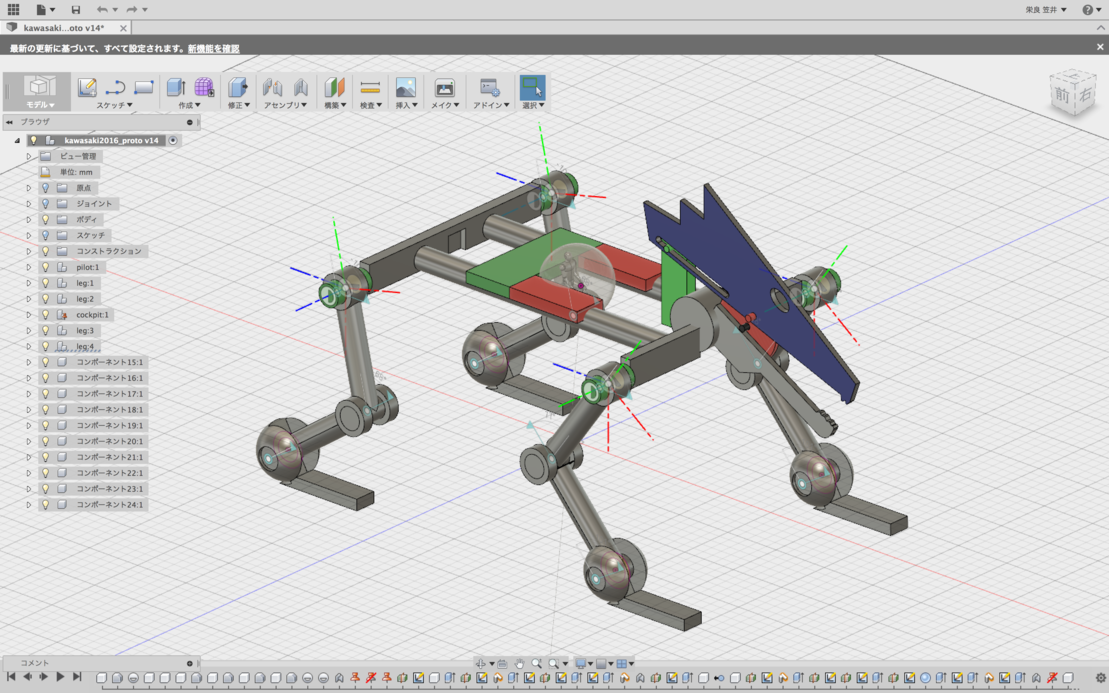 栄良 笠井
kawasaki...oto v14*
最新の更新に基づいて、すべて設定されます。新機能を確認
モデル
スケッチ
作成
修正
アセンブリ
構築
検査
挿入
メイク
アドイン
選択
前
右
ブラウザ
kawasaki2016_proto v14
ビュー管理
単位: mm
原点
ジョイント
ボディ
スケッチ
コンストラクション
pilot:1
leg:1
leg:2
cockpit:1
leg:3
leg:4
コンポーネント15:1
コンポーネント16:1
コンポーネント17:1
コンポーネント18:1
コンポーネント19:1
コンポーネント20:1
コンポーネント21:1
コンポーネント22:1
コンポーネント23:1
コンポーネント24:1
コメント